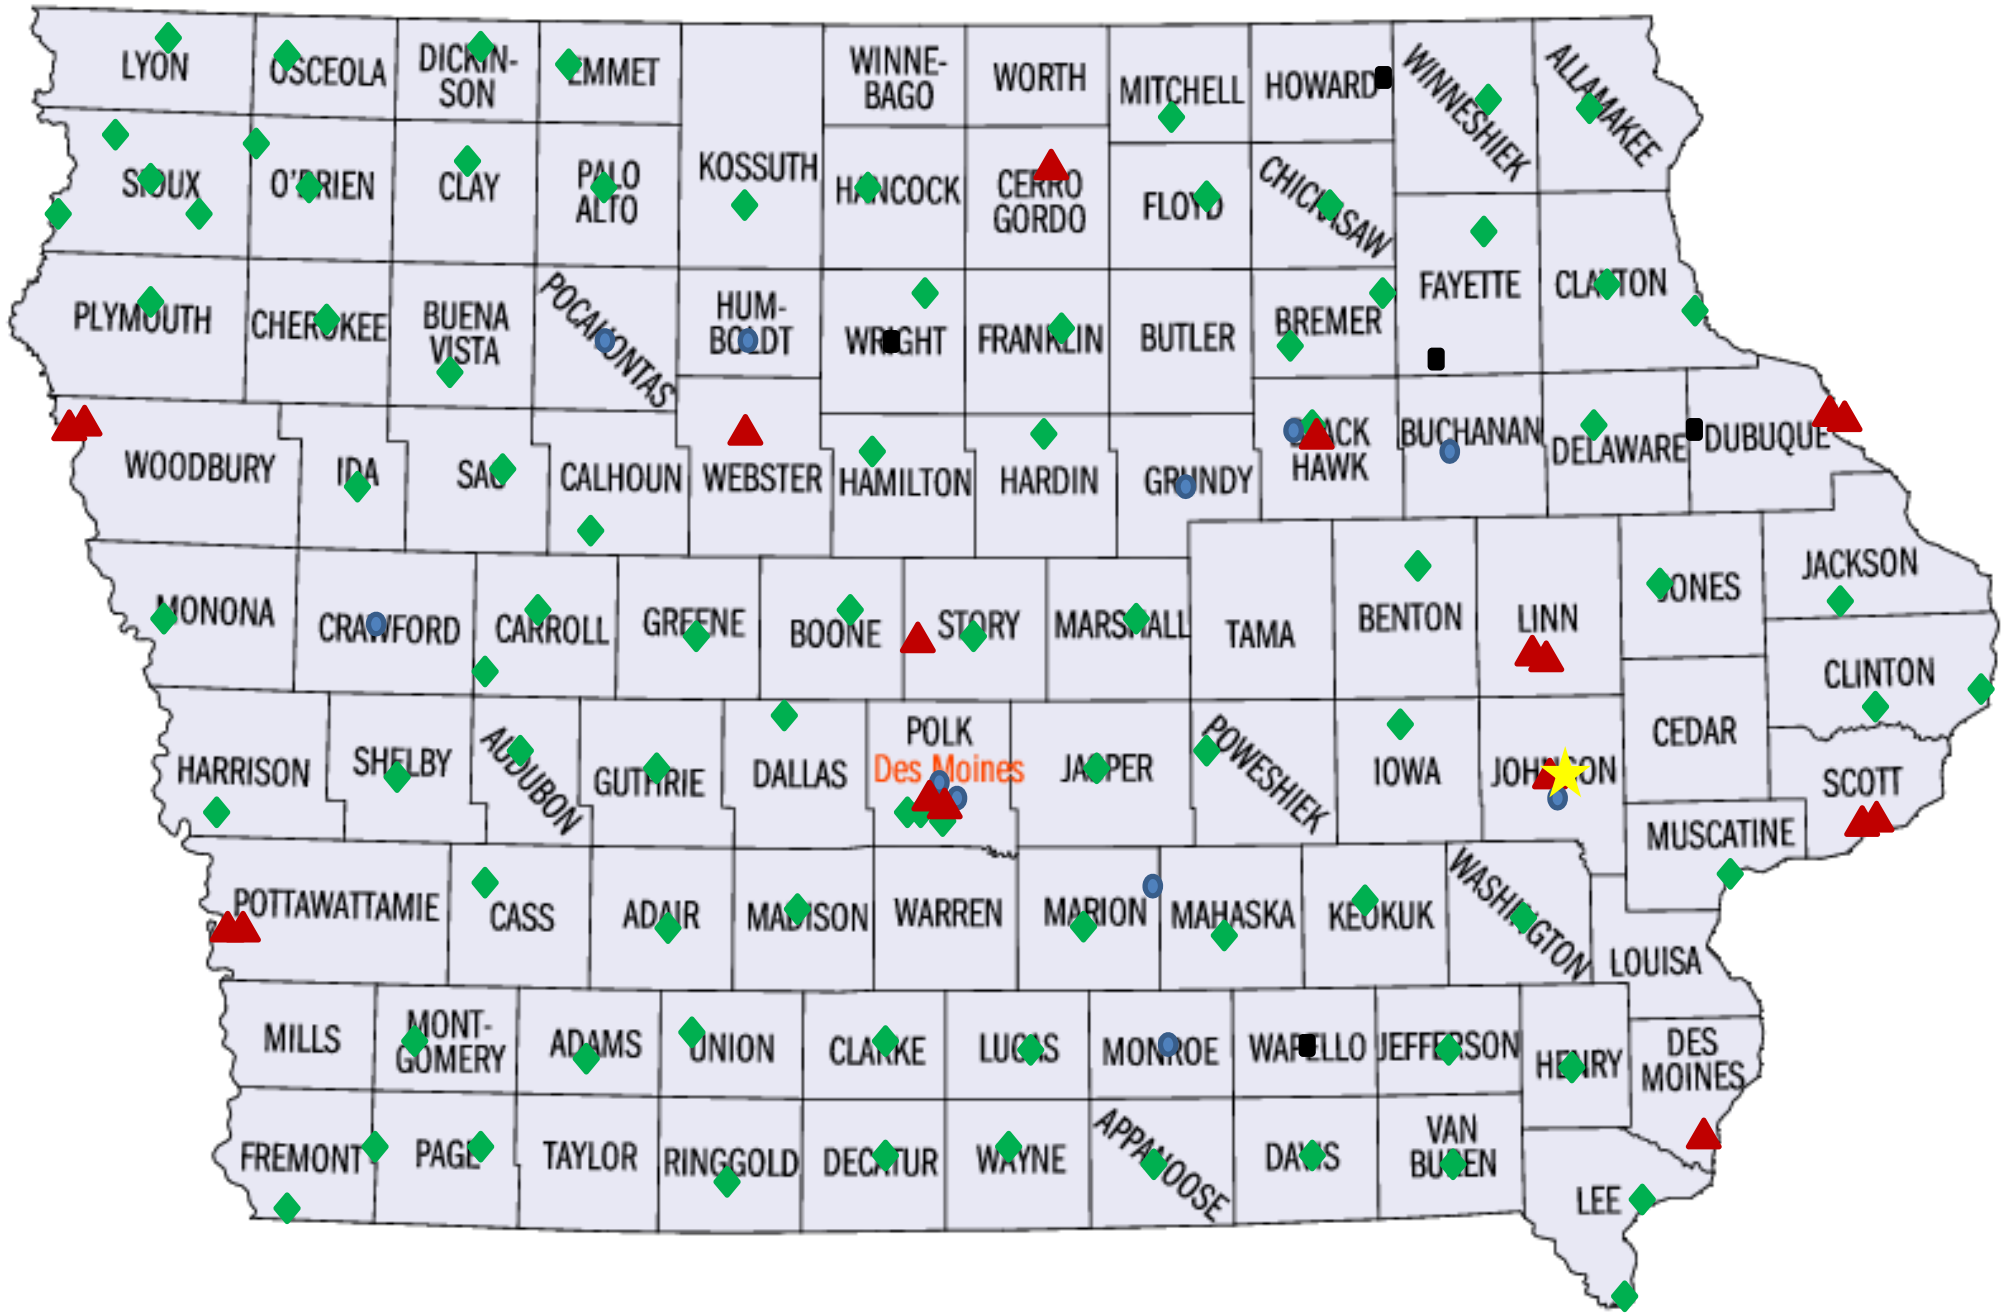 LYON
OSCEOLA
DICKIN-
SON
EMMET
WINNE-
BAGO
WORTH
MITCHELL
HOWARD
WINNESHIEK
ALLAMAKEE
SIOUX
O'BRIEN
CLAY
PALO
ALTO
KOSSUTH
HANCOCK
CERRO
GORDO
FLOYD
CHICKASAW
FAYETTE
CLAYTON
PLYMOUTH
CHEROKEE
BUENA
VISTA
POCAHONTAS
HUM-
BOLDT
WRIGHT
FRANKLIN
BUTLER
BREMER
WOODBURY
IDA
SAC
CALHOUN
WEBSTER
HAMILTON
HARDIN
GRUNDY
BLACK
HAWK
BUCHANAN
DELAWARE
DUBUQUE
MONONA
CRAWFORD
CARROLL
GREENE
BOONE
STORY
MARSHALL
TAMA
BENTON
LINN
JONES
JACKSON
CLINTON
HARRISON
SHELBY
AUDUBON
GUTHRIE
DALLAS
POLK
Des Moines
JASPER
POWESHIEK
IOWA
JOHNSON
CEDAR
SCOTT
MUSCATINE
POTTAWATTAMIE
CASS
ADAIR
MADISON
WARREN
MARION
MAHASKA
KEOKUK
WASHINGTON
LOUISA
MILLS
MONT-
GOMERY
ADAMS
UNION
CLARKE
LUCAS
MONROE
WAPELLO
JEFFERSON
HENRY
DES
MOINES
FREMONT
PAGE
TAYLOR
RINGGOLD
DECATUR
WAYNE
APPANOOSE
DAVIS
VAN
BUREN
LEE